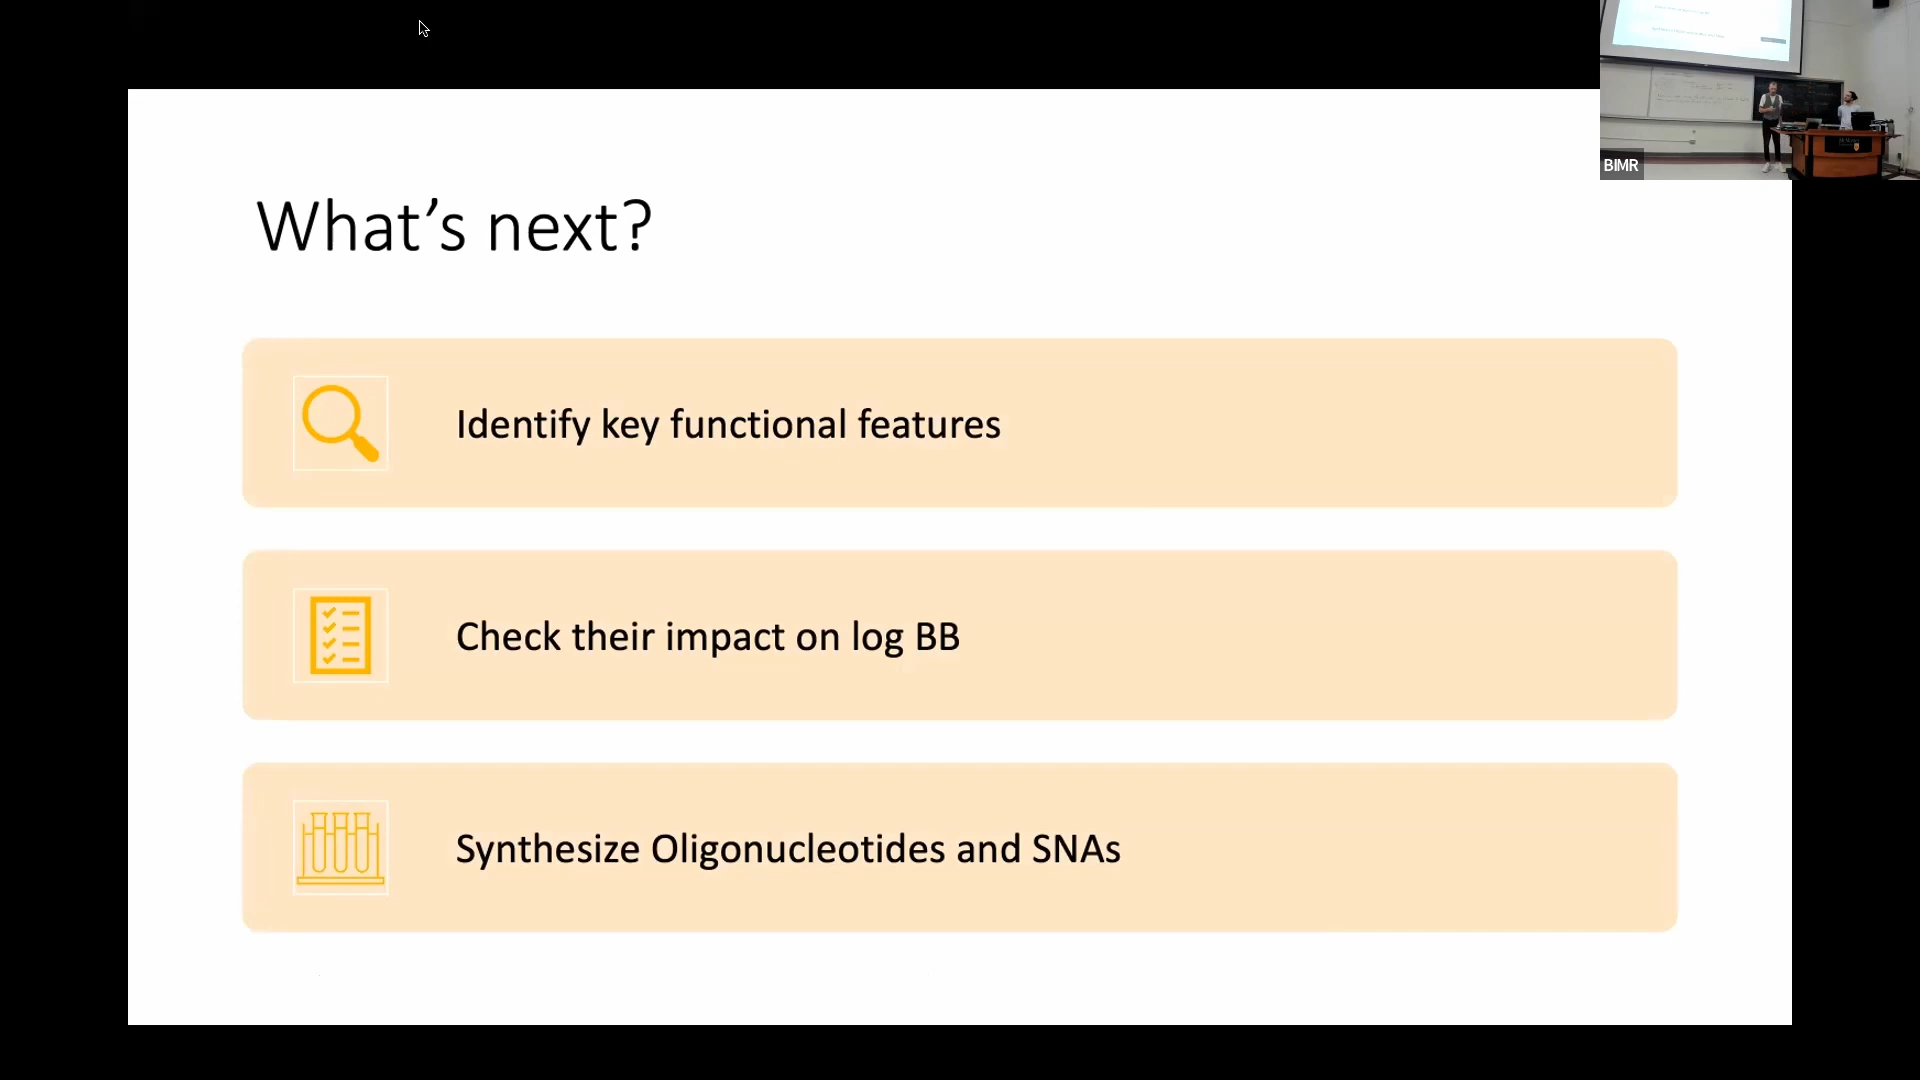 BIMR
What’s next?
Identify key functional features
Check their impact on log BB
Synthesize Oligonucleotides and SNAs